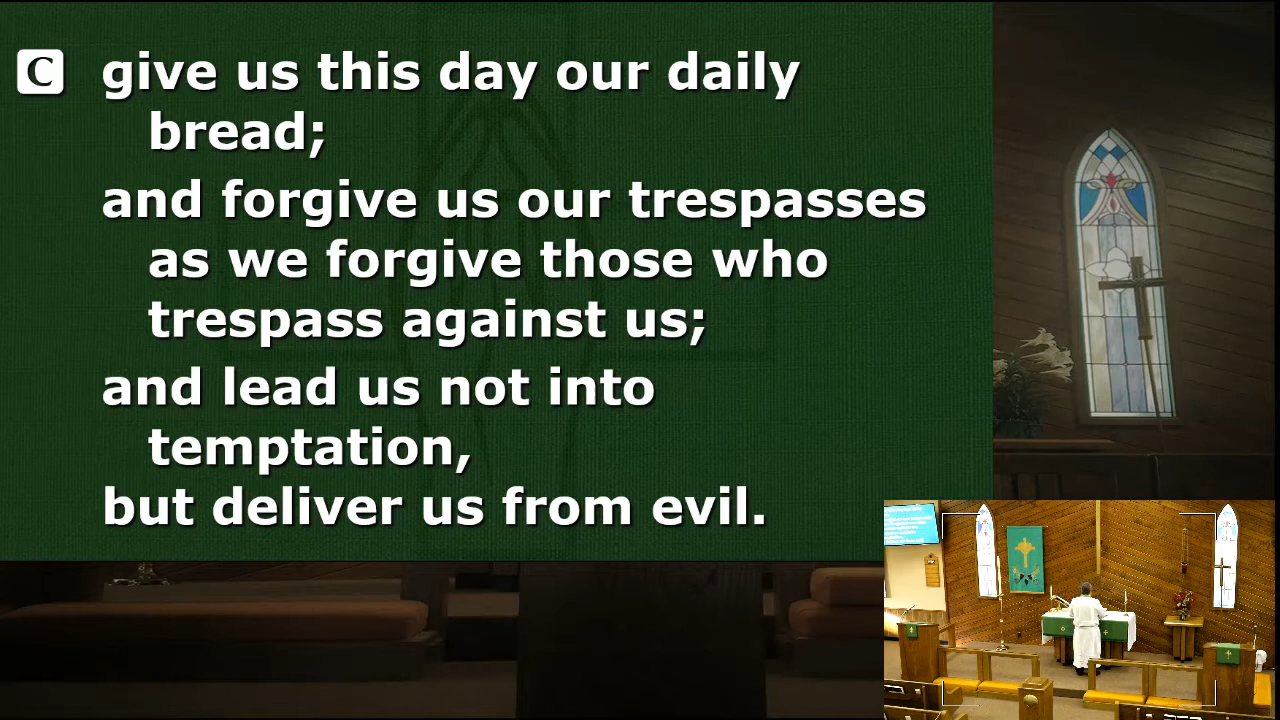 C give us this day our daily
bread;
and forgive us our trespasses
as we forgive those who
trespass against us;
and lead us not into
temptation,
but deliver us from evil.